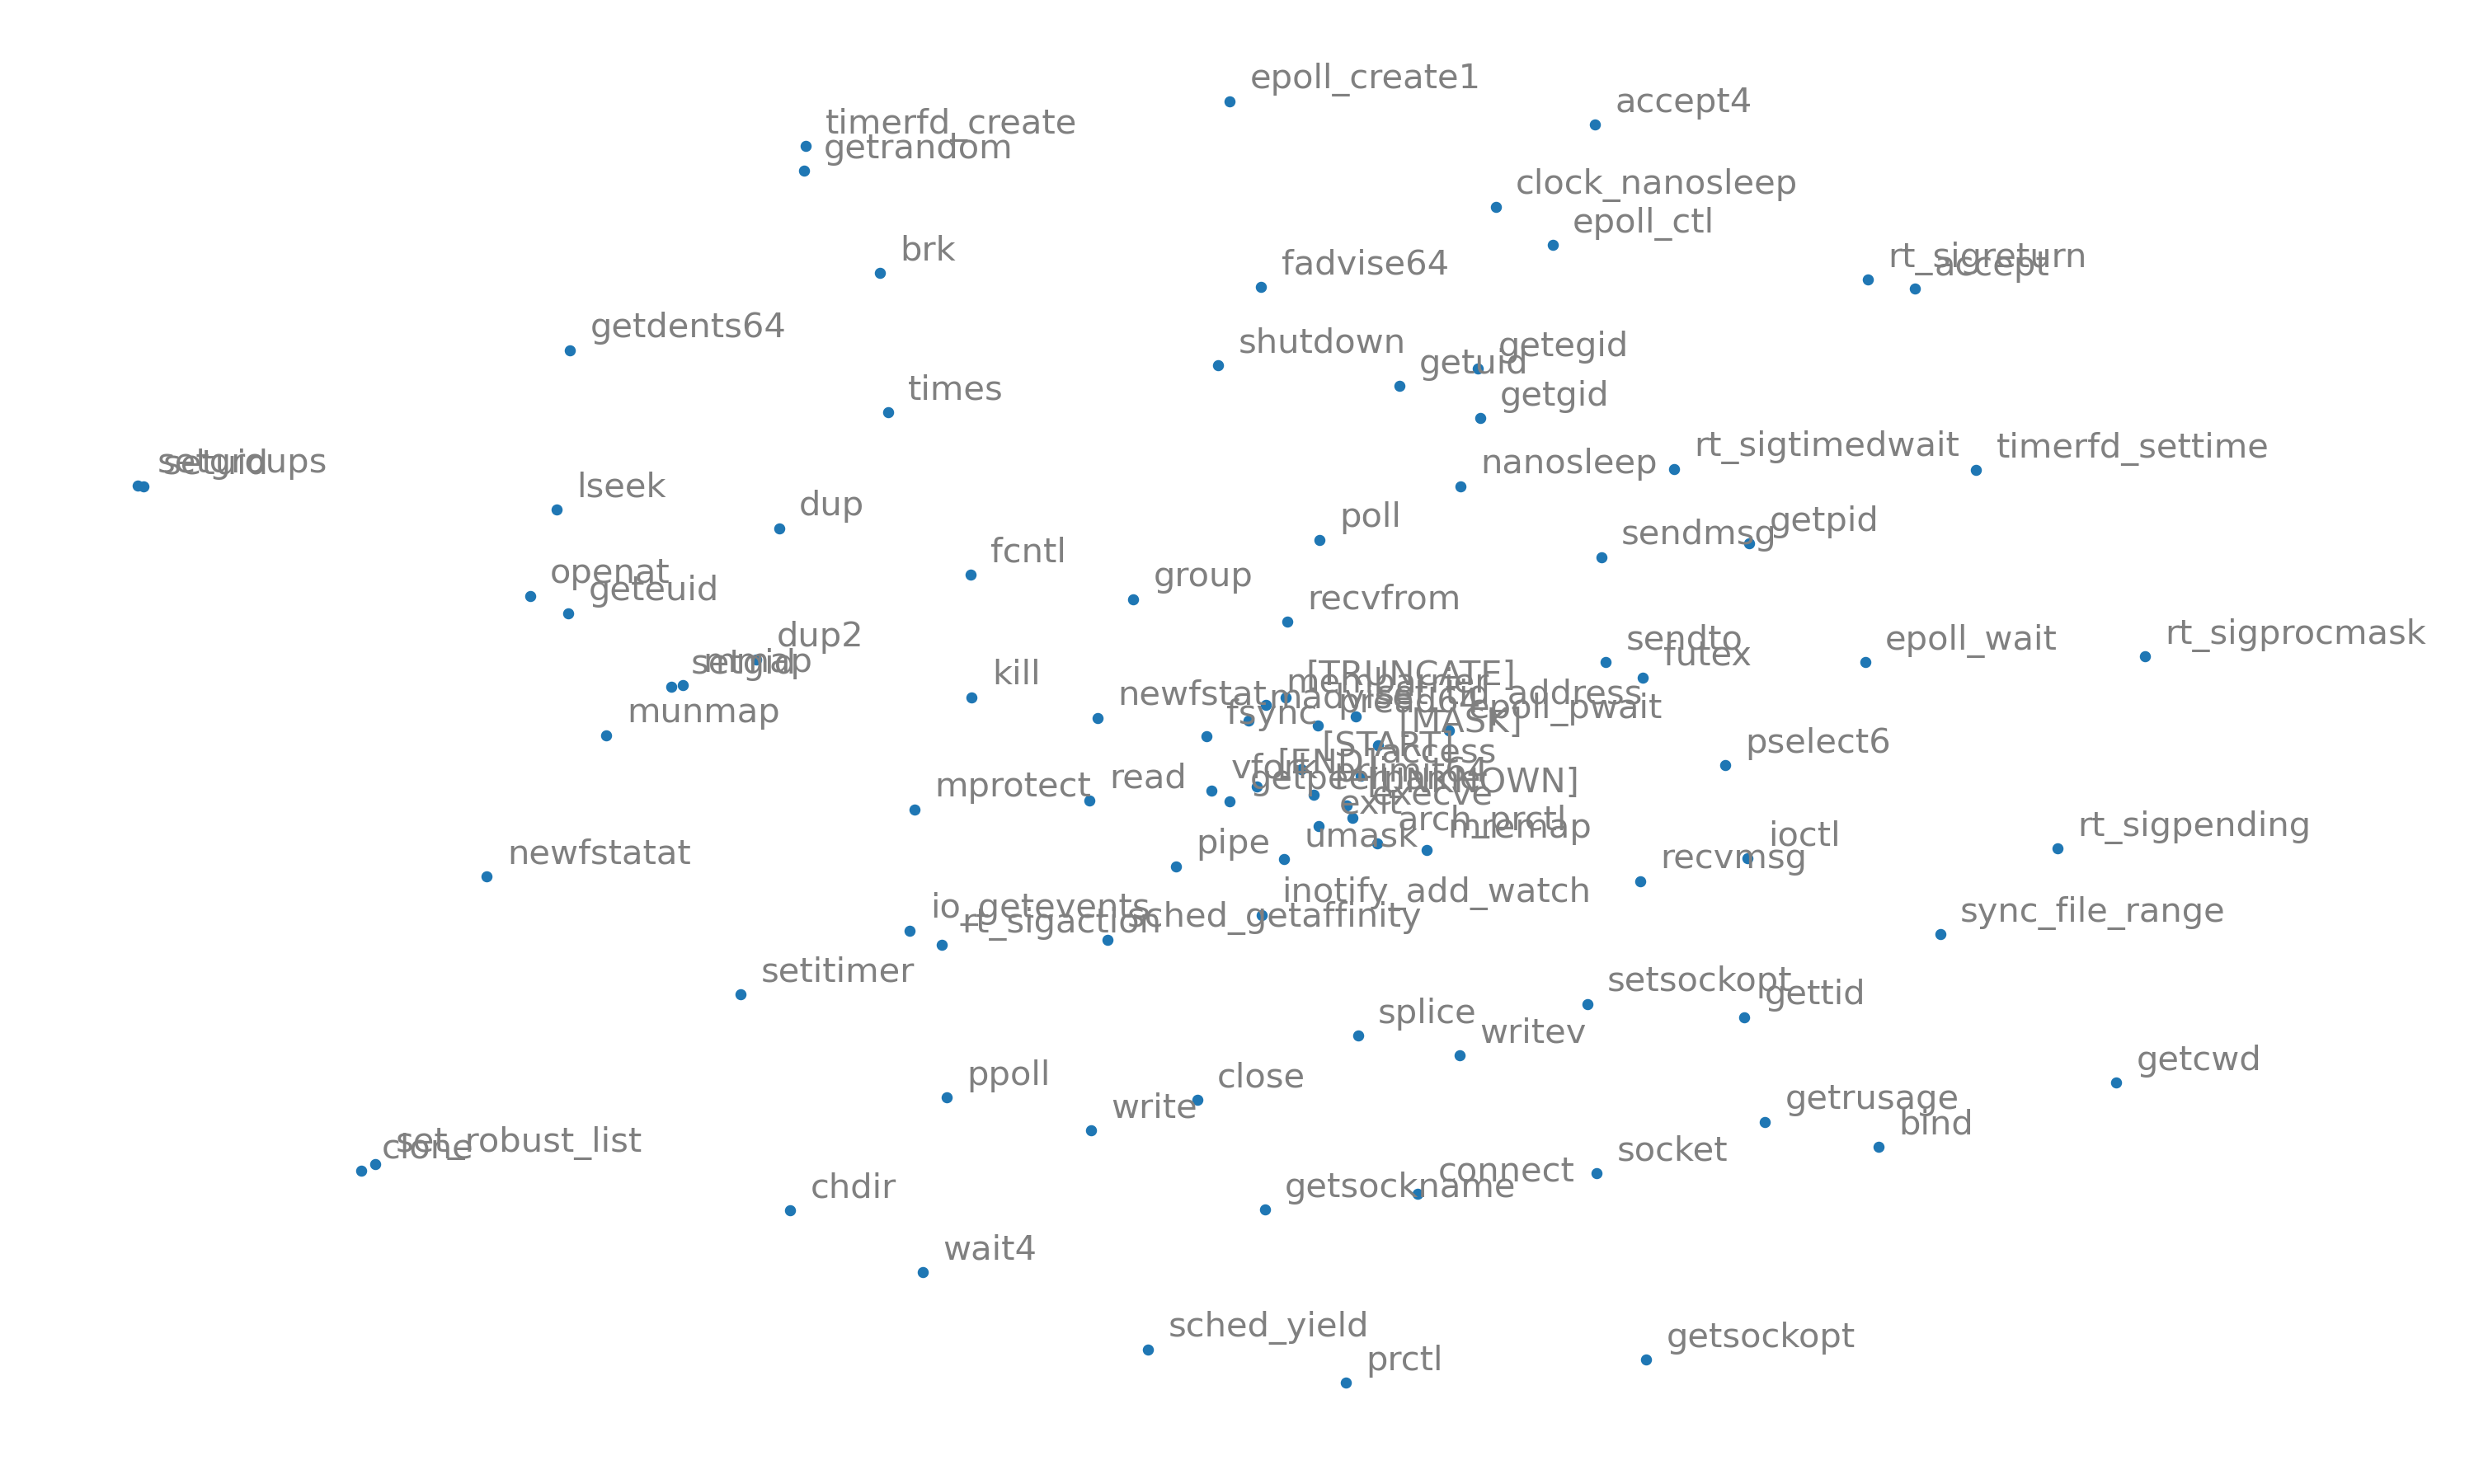 epoll_create1
accept4
timerfd_create
getrandom
clock_nanosleep
epoll_ctl
brk
fadvise64
rt_sigreturn
accept
getdents64
shutdown
getegid
getuid
times
getgid
rt_sigtimedwait
timerfd_settime
setgroups
setuid
nanosleep
lseek
dup
poll
getpid
sendmsg
fcntl
openat
group
geteuid
recvfrom
dup2
sendto
epoll_wait
rt_sigprocmask
futex
mmap
setgid
kill
[TRUNCATE]
membarrier
newfstat
set_tid_address
pread64
epoll_pwait
munmap
fsync
[MASK]
pselect6
[START]
access
[END]
vfork
prlimit64
read
getpeername
[UNKNOWN]
mprotect
execve
exit
arch_prctl
mremap
rt_sigpending
umask
ioctl
pipe
newfstatat
recvmsg
inotify_add_watch
io_getevents
sched_getaffinity
rt_sigaction
sync_file_range
setitimer
setsockopt
gettid
splice
writev
getcwd
ppoll
close
getrusage
write
bind
set_robust_list
clone
socket
connect
chdir
getsockname
wait4
sched_yield
getsockopt
prctl